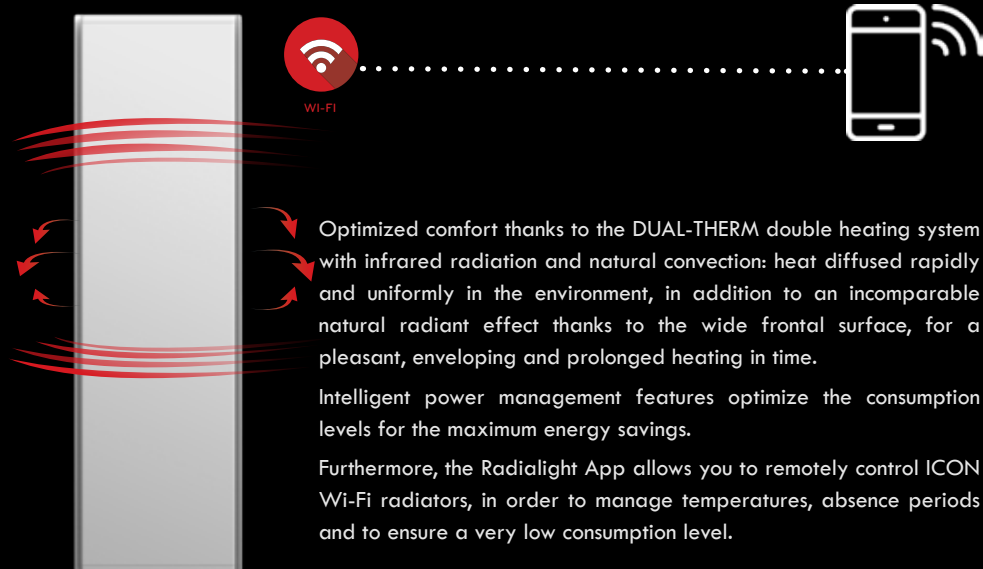 WI-FI
Optimized comfort thanks to the DUAL-THERM double heating system
with infrared radiation and natural convection: heat diffused rapidly
and uniformly in the environment, in addition to an incomparable
natural radiant effect thanks to the wide frontal surface, for a
pleasant, enveloping and prolonged heating in time.
Intelligent power management features optimize the consumption
levels for the maximum energy savings.
Furthermore, the Radialight App allows you to remotely control ICON
Wi-Fi radiators, in order to manage temperatures, absence periods
and to ensure a very low consumption level.